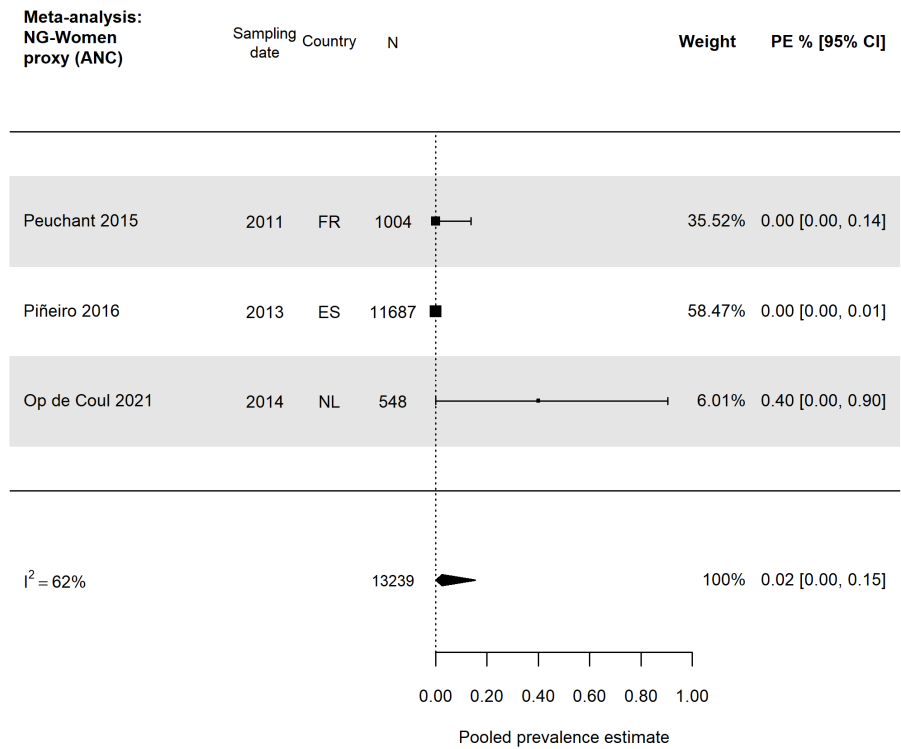 Meta-analysis:
NG-Women
proxy (ANC)
Sampling
date
Country
N
Weight
PE % [95% CI]
Peuchant 2015 2011 FR 1004 35.52% 0.00 [0.00, 0.14]
Piñeiro 2016 2013 ES 11687 58.47% 0.00 [0.00, 0.01]
Op de Coul 2021 2014 NL 548 6.01% 0.40 [0.00, 0.90]
I² = 62% 13239 100% 0.02 [0.00, 0.15]
0.00 0.20 0.40 0.60 0.80 1.00
Pooled prevalence estimate